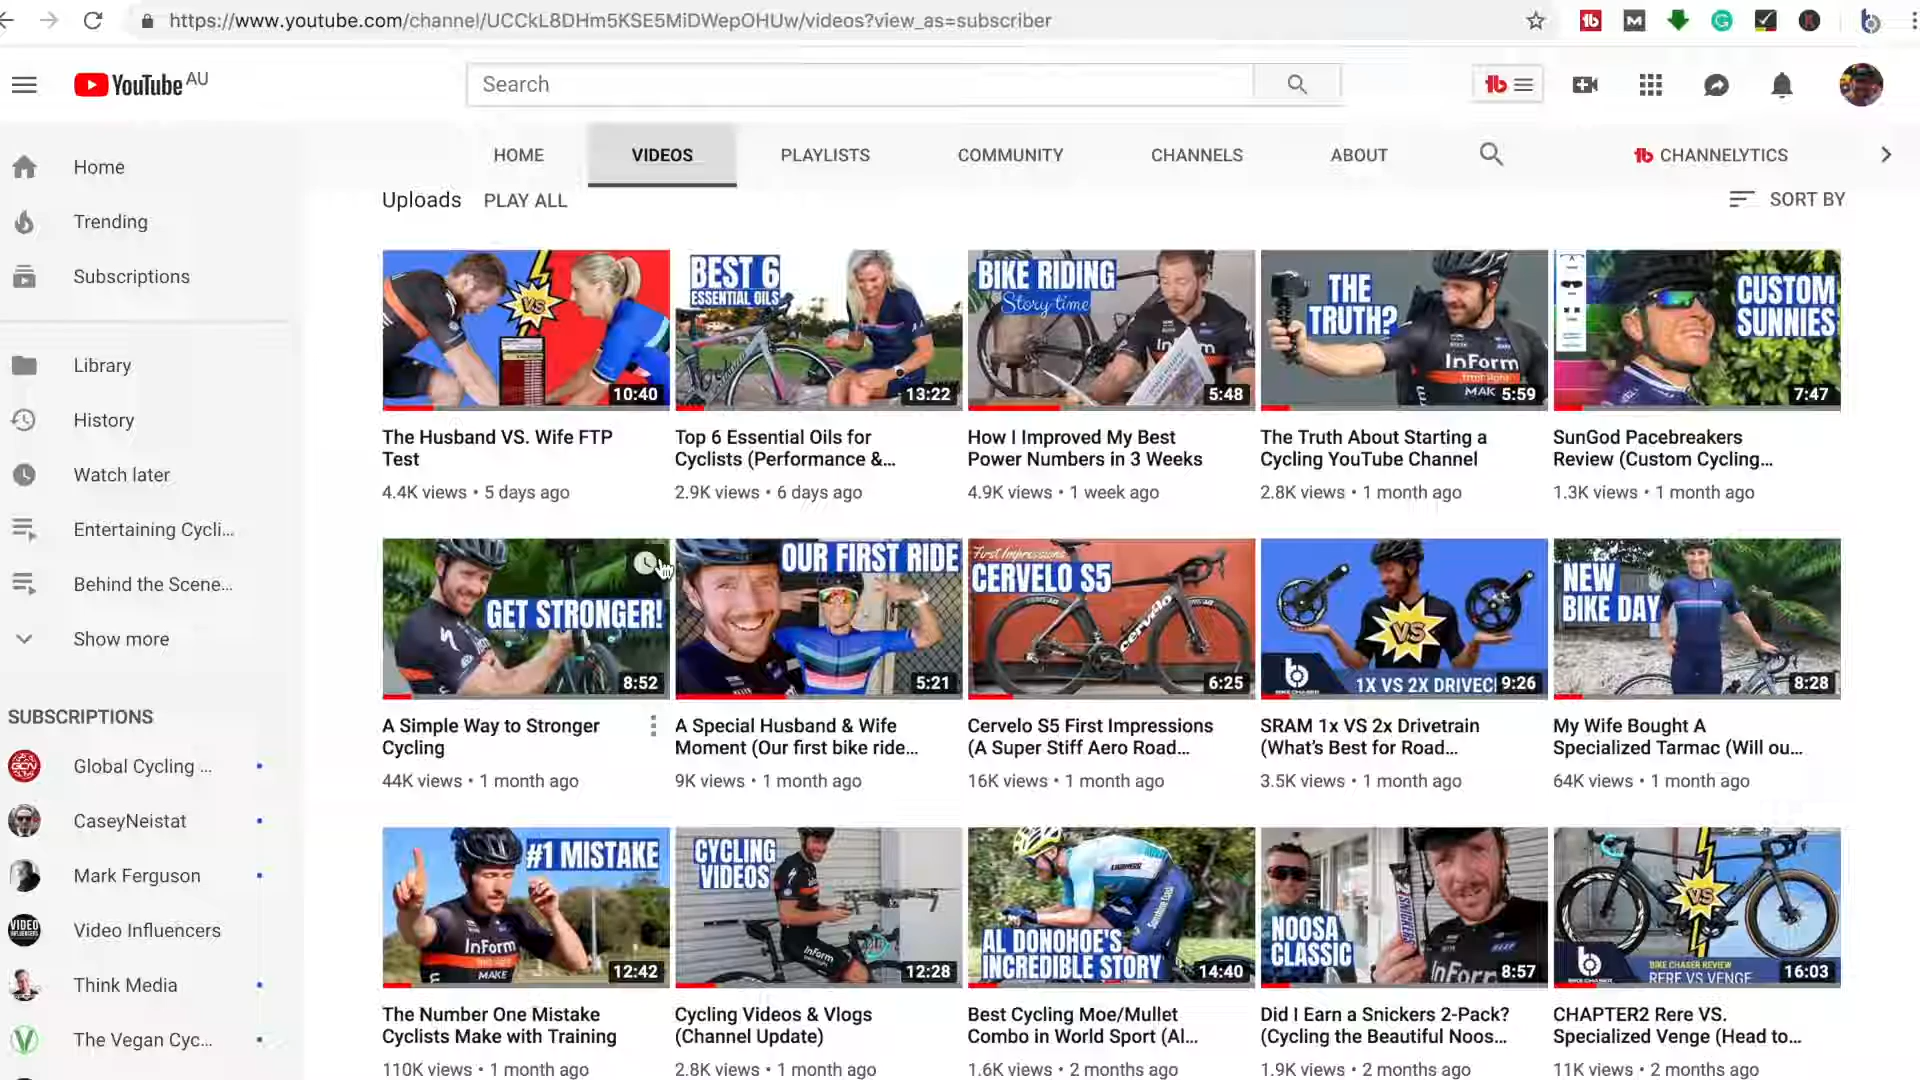 https://www.youtube.com/channel/UCCkL8DHm5KSE5MiDWepOHUw/videos?view_as=subscriber
YouTube AU
Search
HOME VIDEOS PLAYLISTS COMMUNITY CHANNELS ABOUT CHANNELYTICS
Home
Trending
Subscriptions
Library
History
Watch later
Entertaining Cycli...
Behind the Scene...
Show more
SUBSCRIPTIONS
Global Cycling ...
CaseyNeistat
Mark Ferguson
Video Influencers
Think Media
The Vegan Cyc...
Uploads PLAY ALL
SORT BY
VS
10:40
BEST 6
ESSENTIAL OILS
13:22
BIKE RIDING
Story time
InForm
5:48
THE
TRUTH?
InForm
MAK
5:59
CUSTOM
SUNNIES
7:47
The Husband VS. Wife FTP
Test
4.4K views • 5 days ago
Top 6 Essential Oils for
Cyclists (Performance &...
2.9K views • 6 days ago
How I Improved My Best
Power Numbers in 3 Weeks
4.9K views • 1 week ago
The Truth About Starting a
Cycling YouTube Channel
2.8K views • 1 month ago
SunGod Pacebreakers
Review (Custom Cycling...
1.3K views • 1 month ago
GET STRONGER!
8:52
OUR FIRST RIDE
5:21
First Impressions
CERVELO S5
cervélo
6:25
VS
1X VS 2X DRIVECI
9:26
NEW
BIKE DAY
8:28
A Simple Way to Stronger
Cycling
44K views • 1 month ago
A Special Husband & Wife
Moment (Our first bike ride...
9K views • 1 month ago
Cervelo S5 First Impressions
(A Super Stiff Aero Road...
16K views • 1 month ago
SRAM 1x VS 2x Drivetrain
(What's Best for Road...
3.5K views • 1 month ago
My Wife Bought A
Specialized Tarmac (Will ou...
64K views • 1 month ago
#1 MISTAKE
InForm
MAKE
12:42
CYCLING
VIDEOS
InForm
12:28
AL DONOHOE'S
INCREDIBLE STORY
14:40
NOOSA
CLASSIC
2 SNICKERS
InForm
8:57
VS
BIKE CHASER REVIEW
RERE VS VENGE
16:03
The Number One Mistake
Cyclists Make with Training
110K views • 1 month ago
Cycling Videos & Vlogs
(Channel Update)
2.8K views • 1 month ago
Best Cycling Moe/Mullet
Combo in World Sport (Al...
1.6K views • 2 months ago
Did I Earn a Snickers 2-Pack?
(Cycling the Beautiful Noos...
1.9K views • 2 months ago
CHAPTER2 Rere VS.
Specialized Venge (Head to...
11K views • 2 months ago